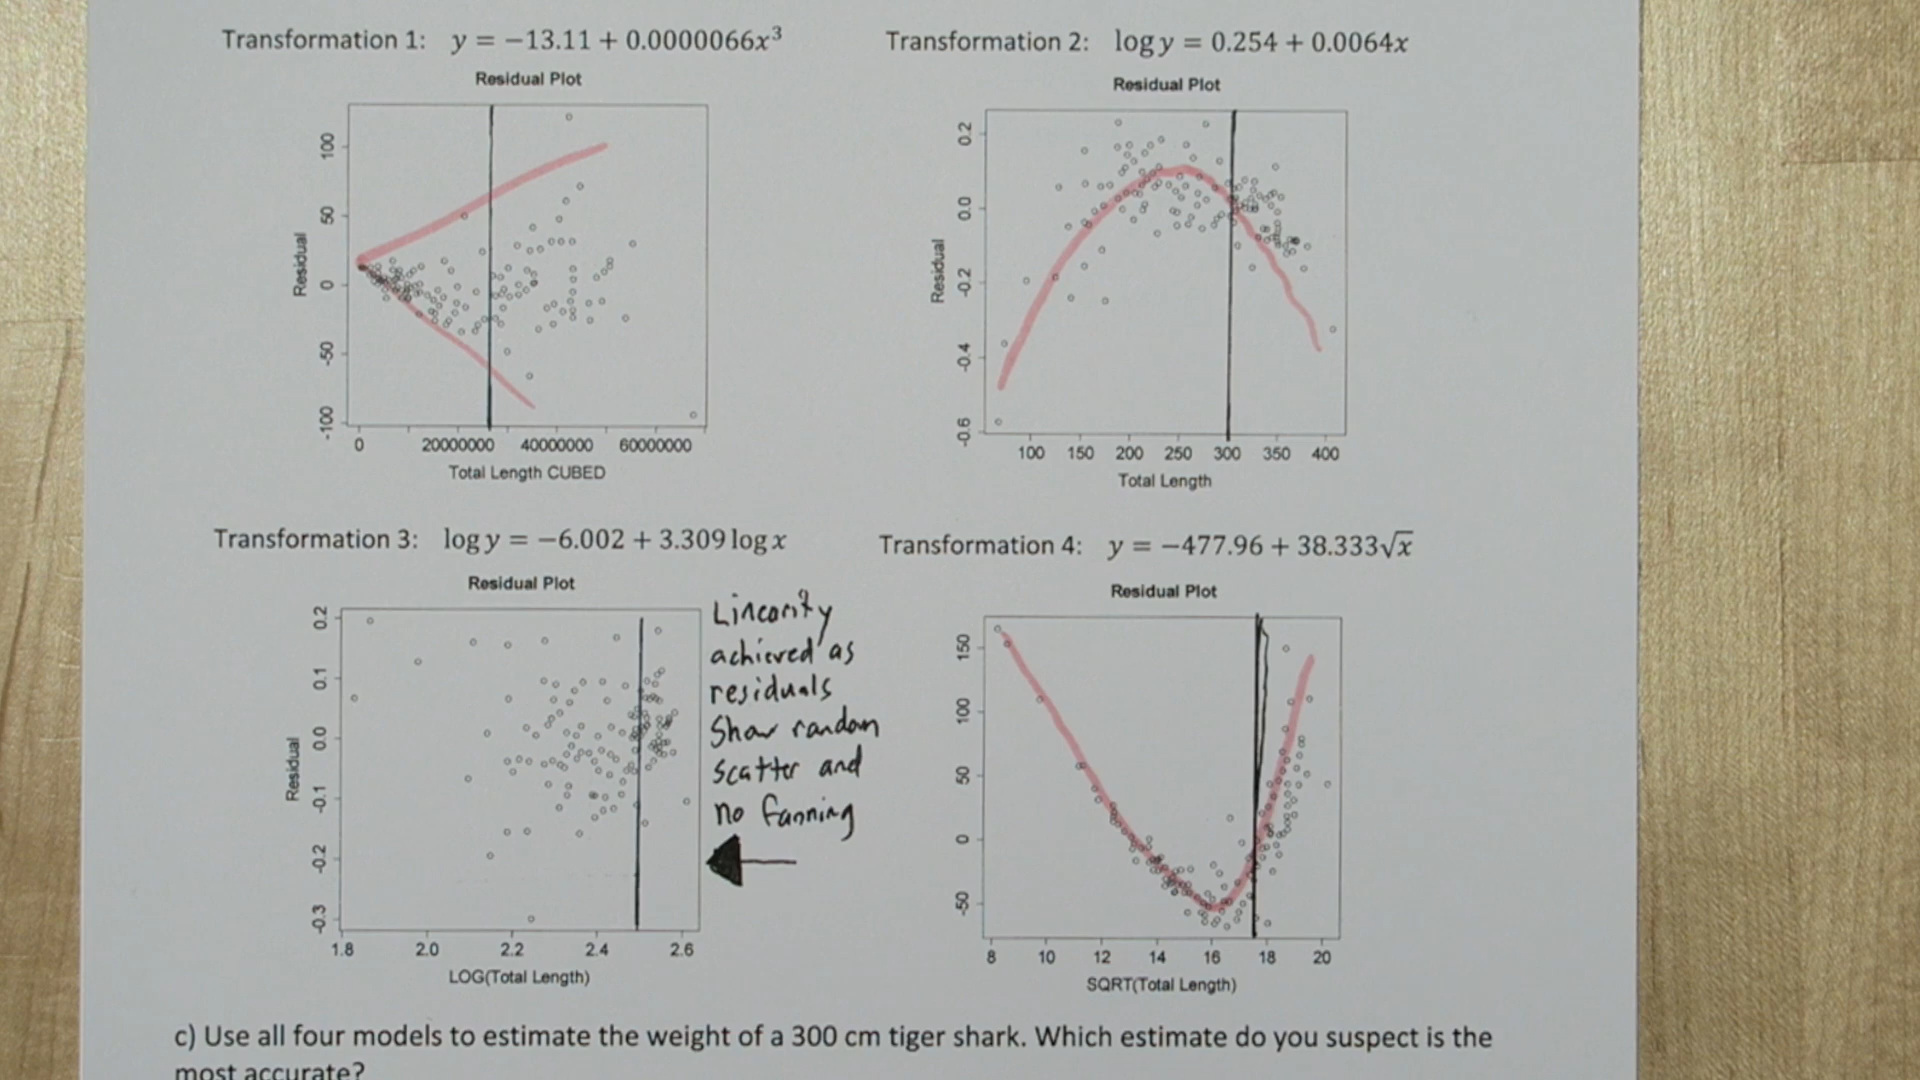 Transformation 1: y = −13.11 + 0.0000066x³
Residual Plot
100
50
0
-50
-100
Residual
0 20000000 40000000 60000000
Total Length CUBED
Transformation 2: log y = 0.254 + 0.0064x
Residual Plot
0.2
0.0
-0.2
-0.4
-0.6
Residual
100 150 200 250 300 350 400
Total Length
Transformation 3: log y = −6.002 + 3.309 log x
Residual Plot
0.2
0.1
0.0
-0.1
-0.2
-0.3
Residual
1.8 2.0 2.2 2.4 2.6
LOG(Total Length)
Linearity
achieved as
residuals
Show random
scatter and
no fanning
Transformation 4: y = −477.96 + 38.333√x
Residual Plot
150
100
50
0
-50
8 10 12 14 16 18 20
SQRT(Total Length)
c) Use all four models to estimate the weight of a 300 cm tiger shark. Which estimate do you suspect is the
most accurate?